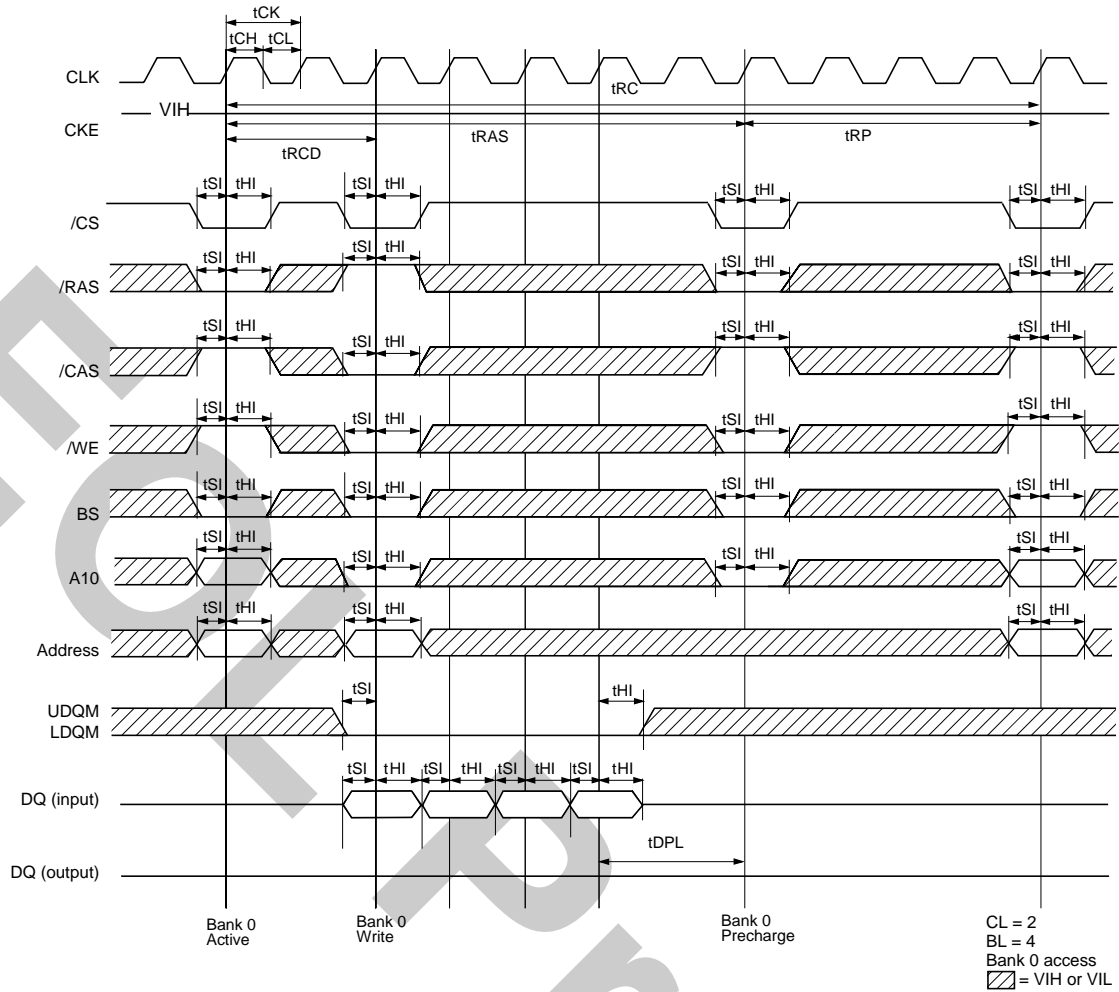 tCK
tCH tCL
CLK
tRC
VIH
CKE
tRAS tRP
tRCD
tSI tHI tSI tHI tSI tHI tSI tHI
/CS
tSI tHI tSI tHI tSI tHI tSI tHI
/RAS
tSI tHI tSI tHI tSI tHI tSI tHI
/CAS
tSI tHI tSI tHI tSI tHI tSI tHI
/WE
tSI tHI tSI tHI tSI tHI tSI tHI
BS
tSI tHI tSI tHI tSI tHI tSI tHI
A10
tSI tHI tSI tHI tSI tHI
Address
tSI tHI
UDQM
LDQM
tSI tHI tSI tHI tSI tHI tSI tHI
DQ (input)
tDPL
DQ (output)
Bank 0
Active
Bank 0
Write
Bank 0
Precharge
CL = 2
BL = 4
Bank 0 access
= VIH or VIL
EOL Pr